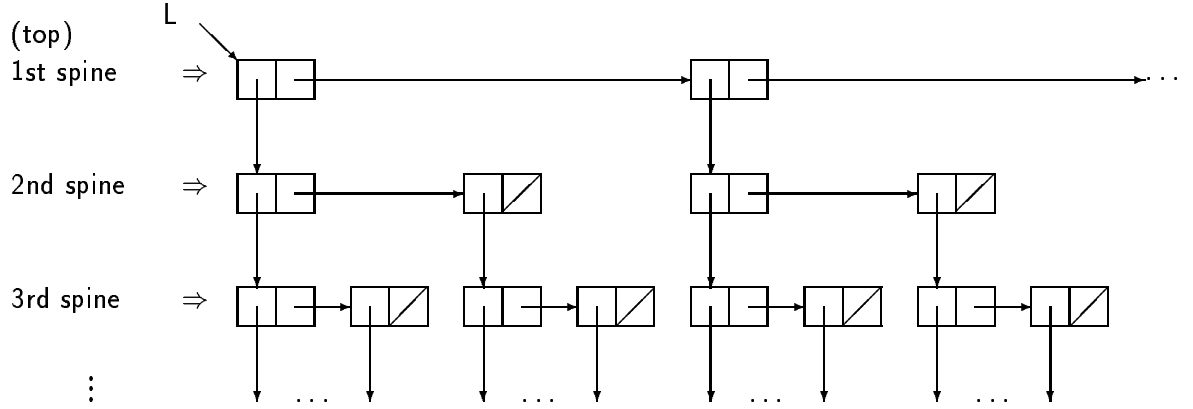 L
(top)
1st spine ⇒ ...
2nd spine ⇒
3rd spine ⇒
⋮ ... ... ... ...